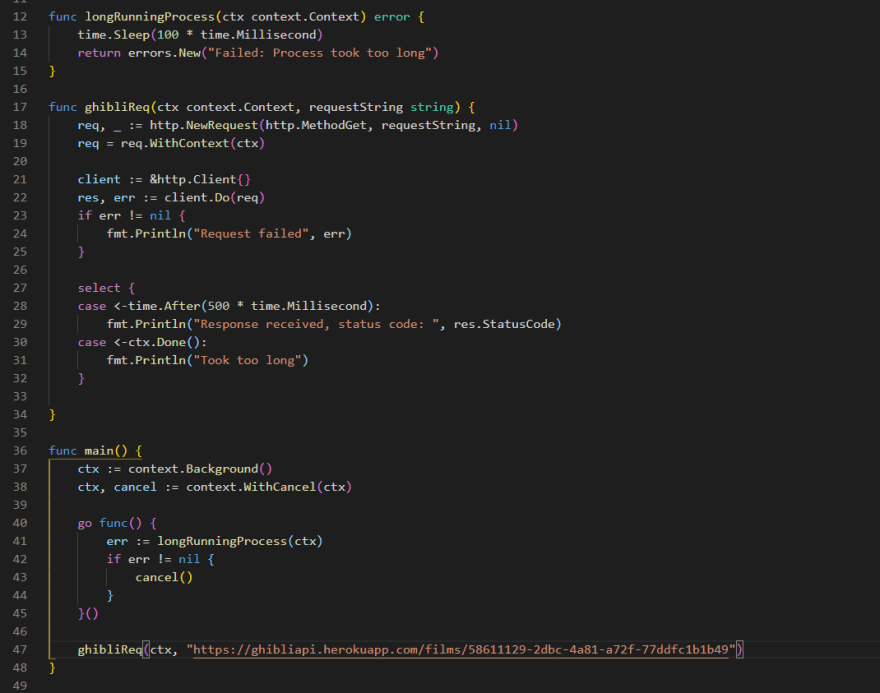 11
12 func longRunningProcess(ctx context.Context) error {
13     time.Sleep(100 * time.Millisecond)
14     return errors.New("Failed: Process took too long")
15 }
16
17 func ghibliReq(ctx context.Context, requestString string) {
18     req, _ := http.NewRequest(http.MethodGet, requestString, nil)
19     req = req.WithContext(ctx)
20
21     client := &http.Client{}
22     res, err := client.Do(req)
23     if err != nil {
24         fmt.Println("Request failed", err)
25     }
26
27     select {
28     case <-time.After(500 * time.Millisecond):
29         fmt.Println("Response received, status code: ", res.StatusCode)
30     case <-ctx.Done():
31         fmt.Println("Took too long")
32     }
33
34 }
35
36 func main() {
37     ctx := context.Background()
38     ctx, cancel := context.WithCancel(ctx)
39
40     go func() {
41         err := longRunningProcess(ctx)
42         if err != nil {
43             cancel()
44         }
45     }()
46
47     ghibliReq(ctx, "https://ghibliapi.herokuapp.com/films/58611129-2dbc-4a81-a72f-77ddfc1b1b49")
48 }
49